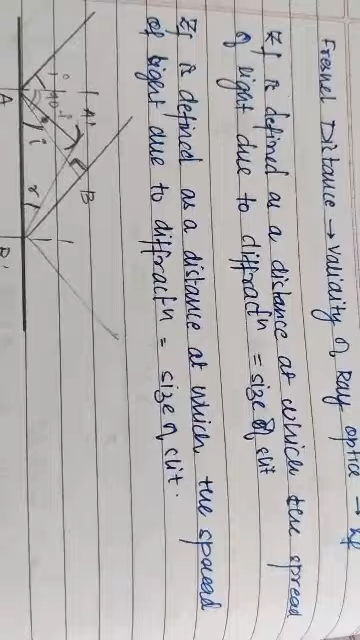 Fresnel Distance → Validity of Ray optics → Zf
Zf is defined as a distance at which the spread
of light due to diffractⁿ = size of slit
Zf is defined as a distance at which the spread
of light due to diffractⁿ = size of slit.
A'
B
i
r
A
B'